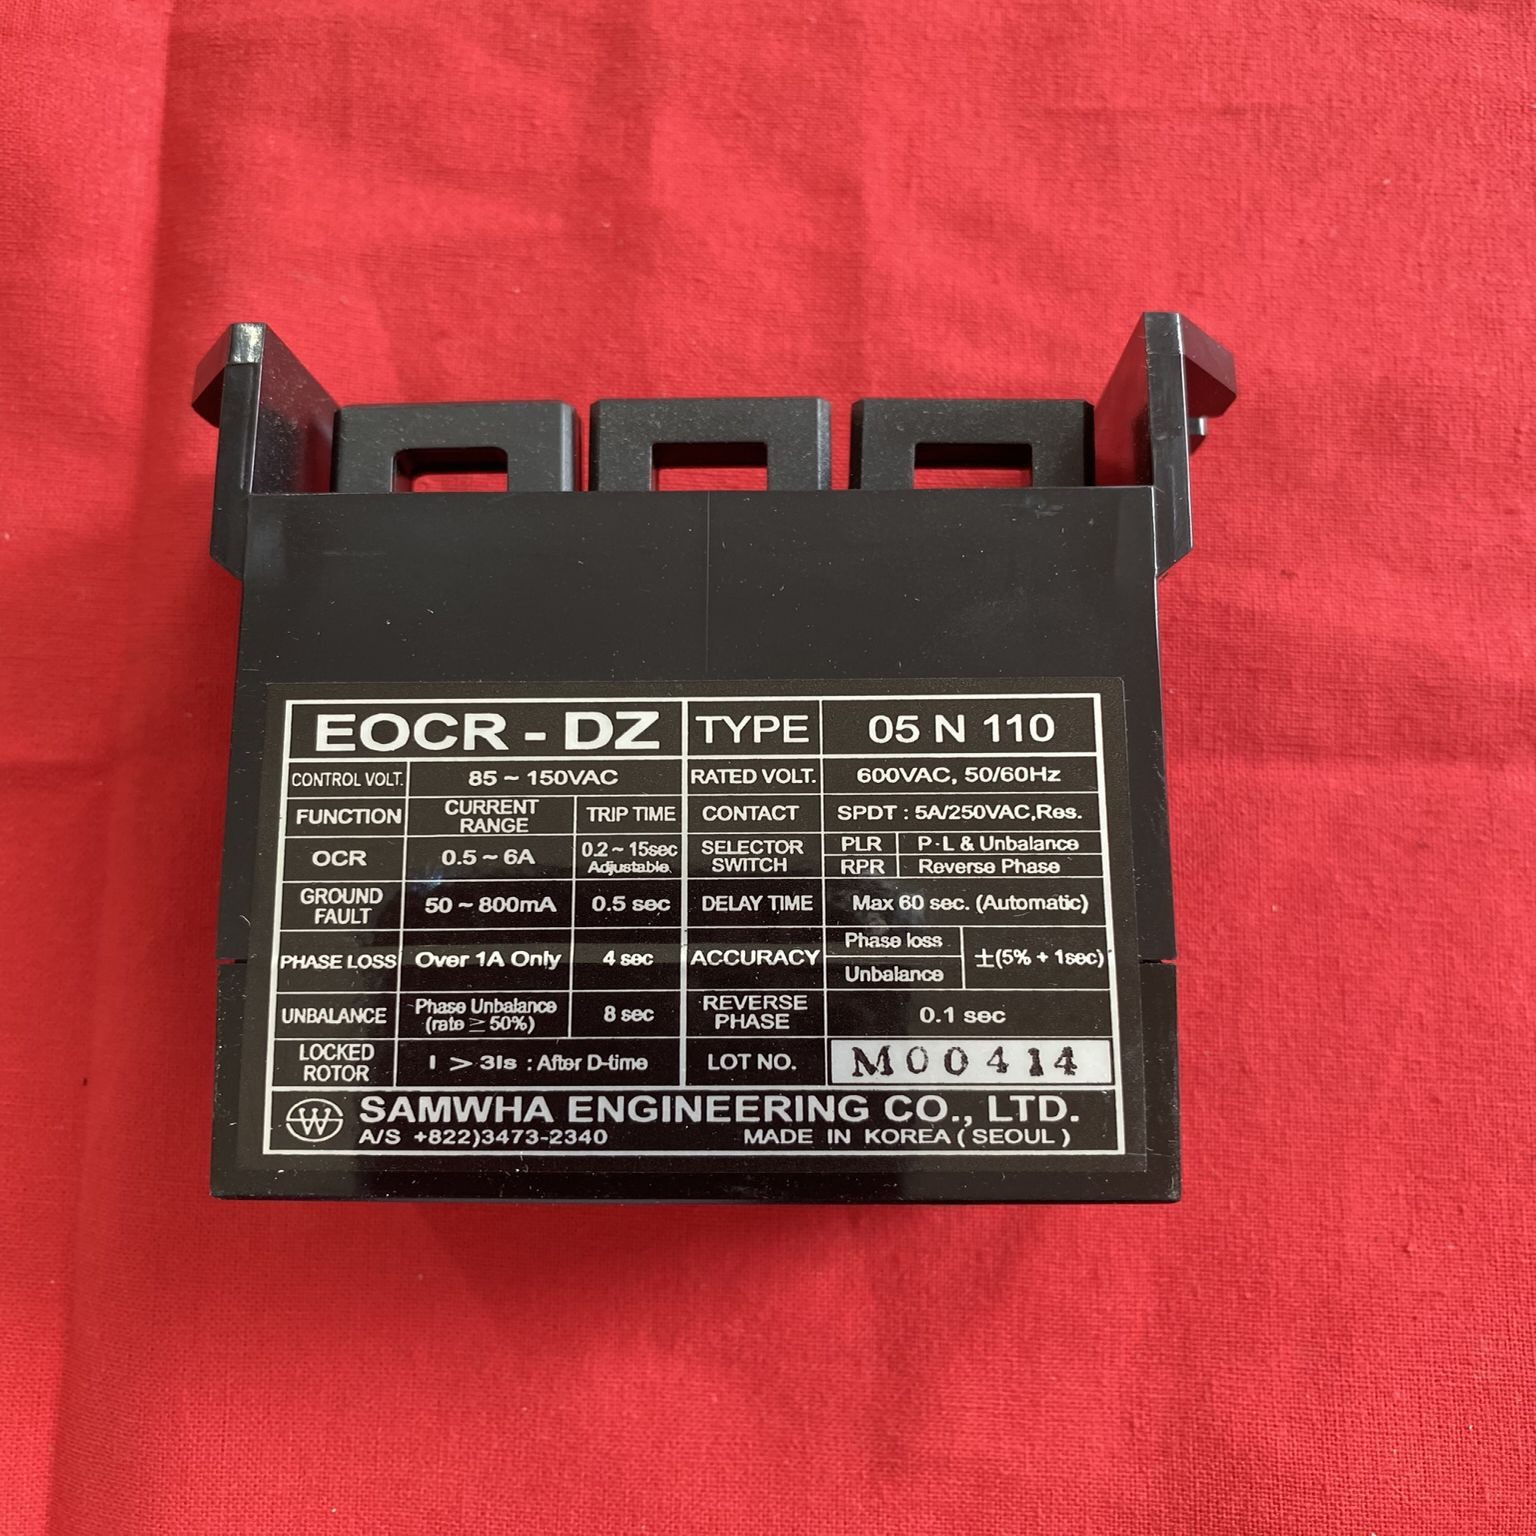 EOCR - DZ TYPE 05 N 110
CONTROL VOLT. 85 ~ 150VAC RATED VOLT. 600VAC, 50/60Hz
FUNCTION CURRENT RANGE TRIP TIME CONTACT SPDT : 5A/250VAC,Res.
OCR 0.5 ~ 6A 0.2 ~ 15sec Adjustable SELECTOR SWITCH PLR P·L & Unbalance
RPR Reverse Phase
GROUND FAULT 50 ~ 800mA 0.5 sec DELAY TIME Max 60 sec. (Automatic)
PHASE LOSS Over 1A Only 4 sec ACCURACY Phase loss Unbalance ±(5% + 1sec)
UNBALANCE Phase Unbalance (rate ≥ 50%) 8 sec REVERSE PHASE 0.1 sec
LOCKED ROTOR I > 3Is : After D-time LOT NO. M00414
W SAMWHA ENGINEERING CO., LTD.
A/S +822)3473-2340 MADE IN KOREA ( SEOUL )